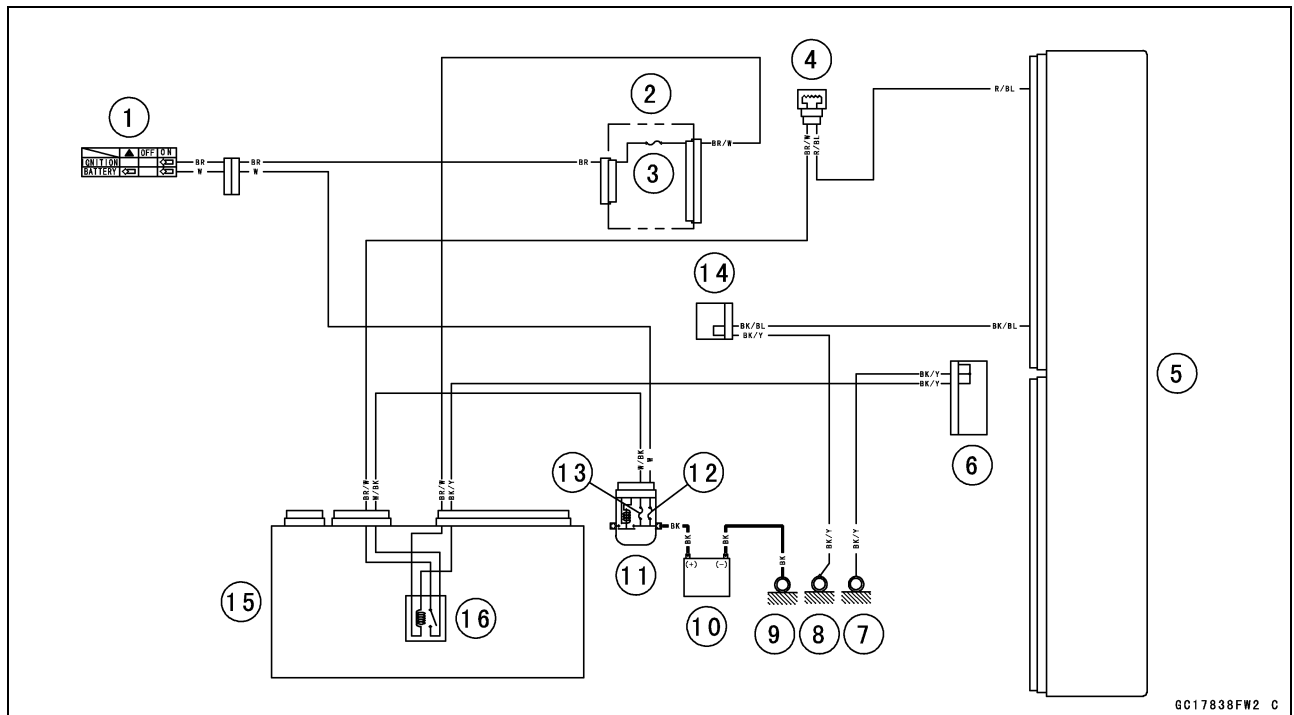 1
2
3
4
5
6
7
8
9
10
11
12
13
14
15
16
▲ OFF ON
IGNITION
BATTERY
BR
W
BR
W
BR
BR/W
BR/W
R/BL
R/BL
BK/BL
BK/Y
BK/BL
BK/Y
BK/Y
BR/W
W/BK
BR/W
BK/Y
W/BK
W
BK
BK
(+)
(-)
BK
BK/Y
BK/Y
GC17838FW2 C